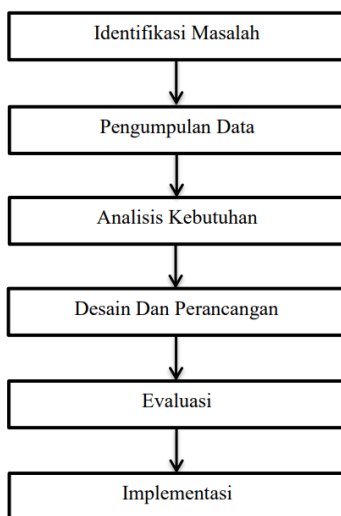 Identifikasi Masalah
Pengumpulan Data
Analisis Kebutuhan
Desain Dan Perancangan
Evaluasi
Implementasi